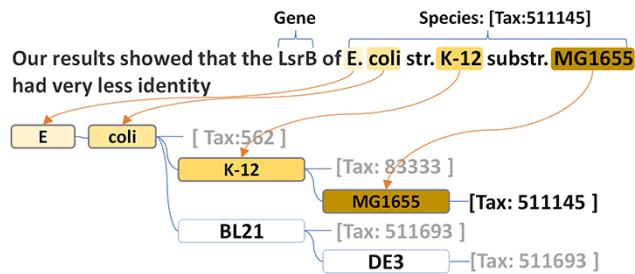 Gene Species: [Tax:511145]
Our results showed that the LsrB of E. coli str. K-12 substr. MG1655
had very less identity
E coli [ Tax:562 ]
K-12 [Tax: 83333 ]
MG1655 [Tax: 511145 ]
BL21 [Tax: 511693 ]
DE3 [Tax: 511693 ]